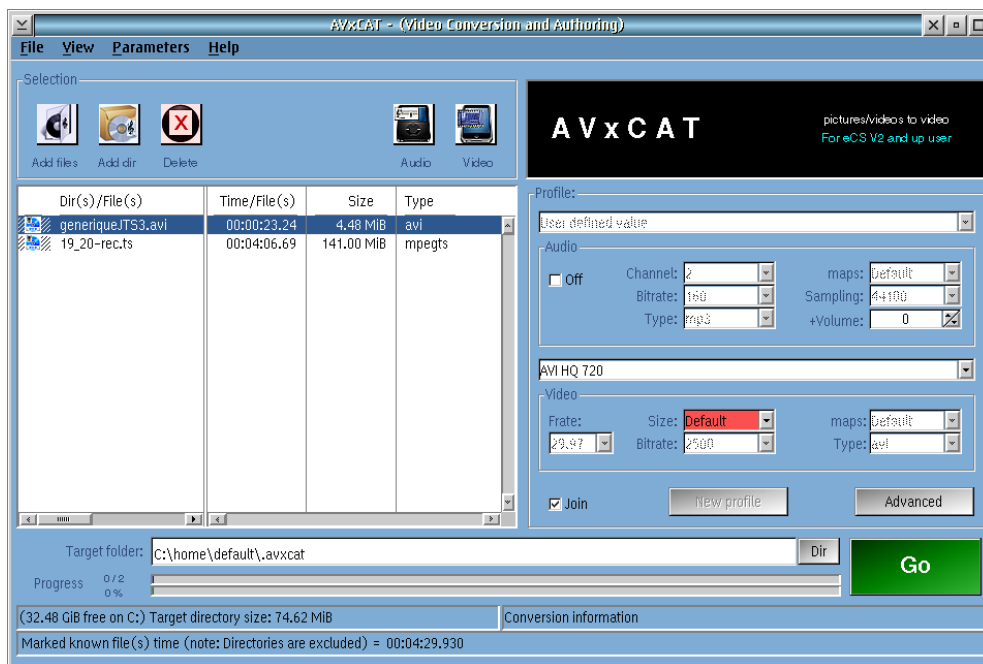 AVxCAT - (Video Conversion and Authoring)
File View Parameters Help
Selection
Add files Add dir Delete Audio Video
AVxCAT
pictures/videos to video
For eCS V2 and up user
Dir(s)/File(s) Time/File(s) Size Type
generiqueJTS3.avi 00:00:23.24 4.48 MiB avi
19_20-rec.ts 00:04:06.69 141.00 MiB mpegts
Profile:
User defined value
Audio
Off Channel: 2 maps: Default
Bitrate: 160 Sampling: 44100
Type: mp3 +Volume: 0
AVI HQ 720
Video
Frate: Size: Default maps: Default
29.97 Bitrate: 2500 Type: avi
Join New profile Advanced
Target folder: C:\home\default\.avxcat Dir Go
Progress 0/2
0 %
(32.48 GiB free on C:) Target directory size: 74.62 MiB Conversion information
Marked known file(s) time (note: Directories are excluded) = 00:04:29.930